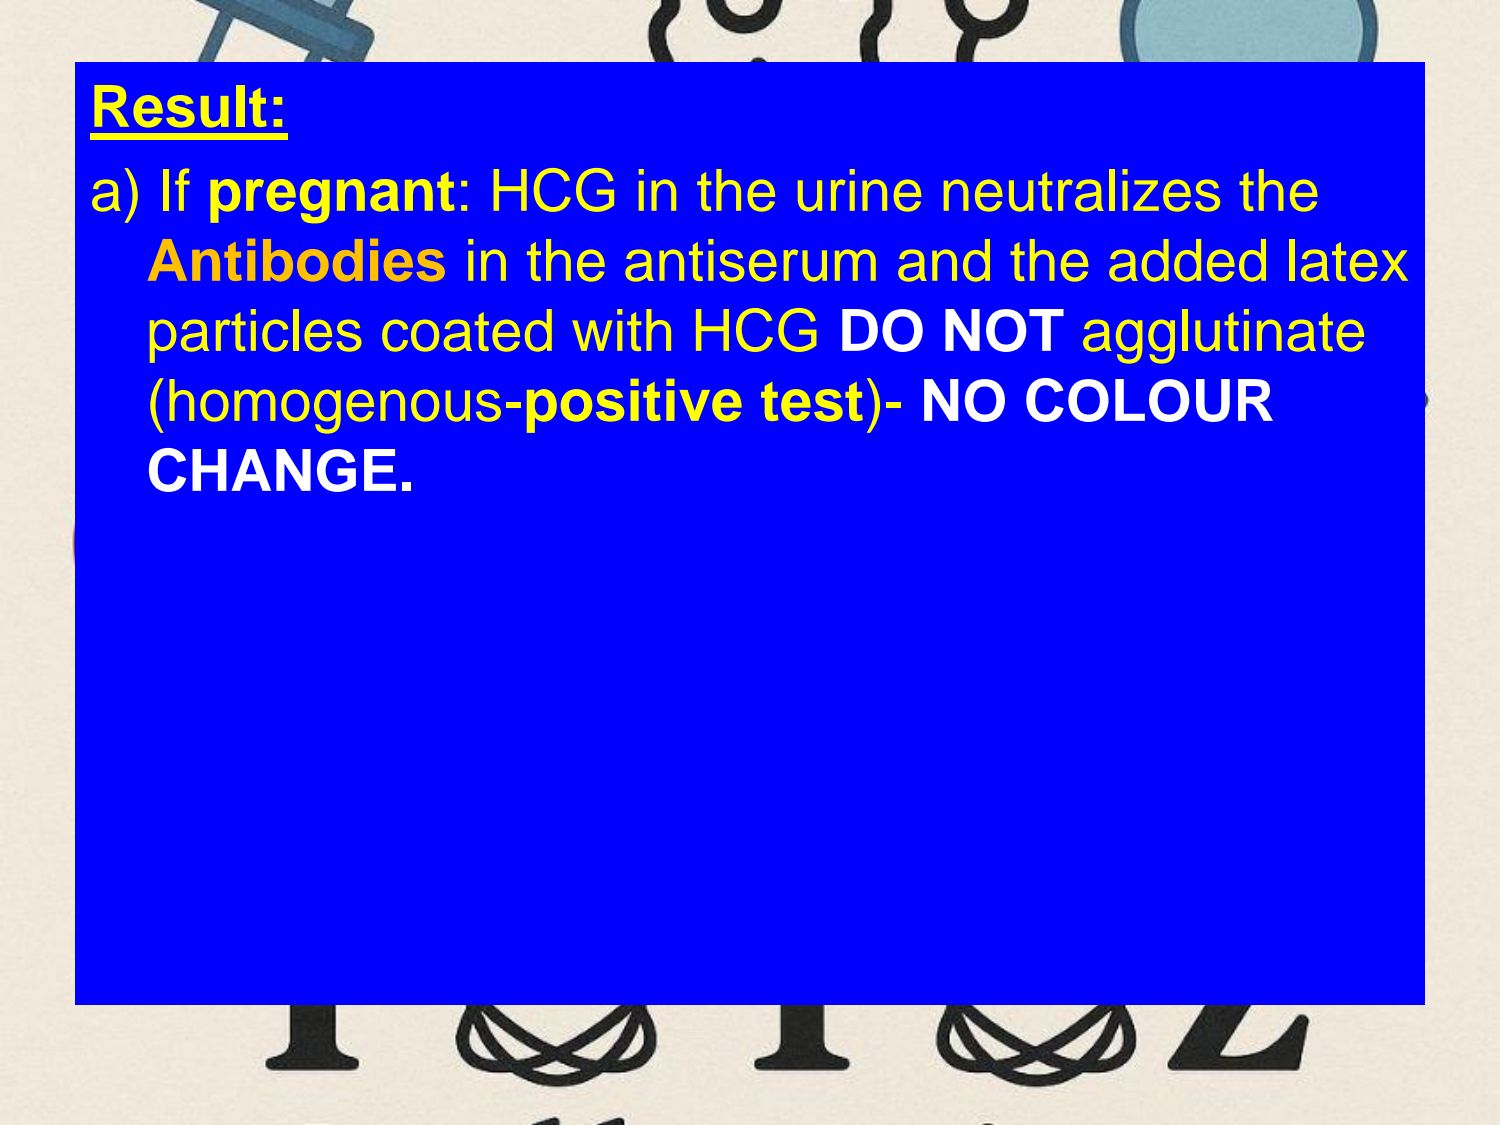 Result:
a) If pregnant: HCG in the urine neutralizes the
Antibodies in the antiserum and the added latex
particles coated with HCG DO NOT agglutinate
(homogenous-positive test)- NO COLOUR
CHANGE.